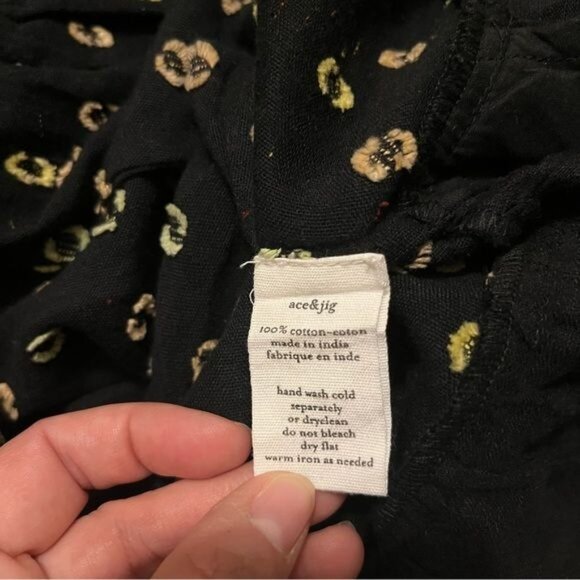 ace&jig
100% cotton-coton
made in india
fabrique en inde
hand wash cold
separately
or dryclean
do not bleach
dry flat
warm iron as needed